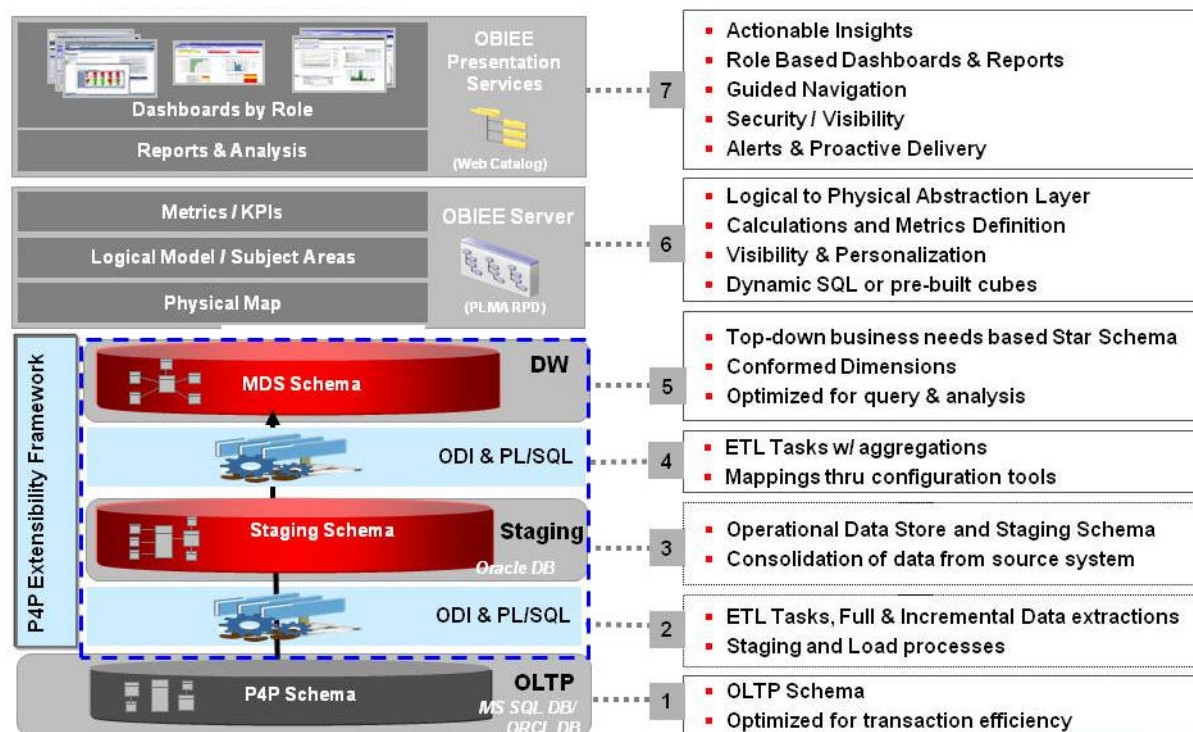 OBIEE
Presentation
Services
Dashboards by Role
Reports & Analysis
(Web Catalog)
7
▪ Actionable Insights
▪ Role Based Dashboards & Reports
▪ Guided Navigation
▪ Security / Visibility
▪ Alerts & Proactive Delivery
Metrics / KPIs
OBIEE Server
Logical Model / Subject Areas
Physical Map
(PLMA RPD)
6
▪ Logical to Physical Abstraction Layer
▪ Calculations and Metrics Definition
▪ Visibility & Personalization
▪ Dynamic SQL or pre-built cubes
P4P Extensibility Framework
DW
MDS Schema
5
▪ Top-down business needs based Star Schema
▪ Conformed Dimensions
▪ Optimized for query & analysis
ODI & PL/SQL
4
▪ ETL Tasks w/ aggregations
▪ Mappings thru configuration tools
Staging Schema
Staging
Oracle DB
3
▪ Operational Data Store and Staging Schema
▪ Consolidation of data from source system
ODI & PL/SQL
2
▪ ETL Tasks, Full & Incremental Data extractions
▪ Staging and Load processes
OLTP
P4P Schema
MS SQL DB/
ORCL DB
1
▪ OLTP Schema
▪ Optimized for transaction efficiency